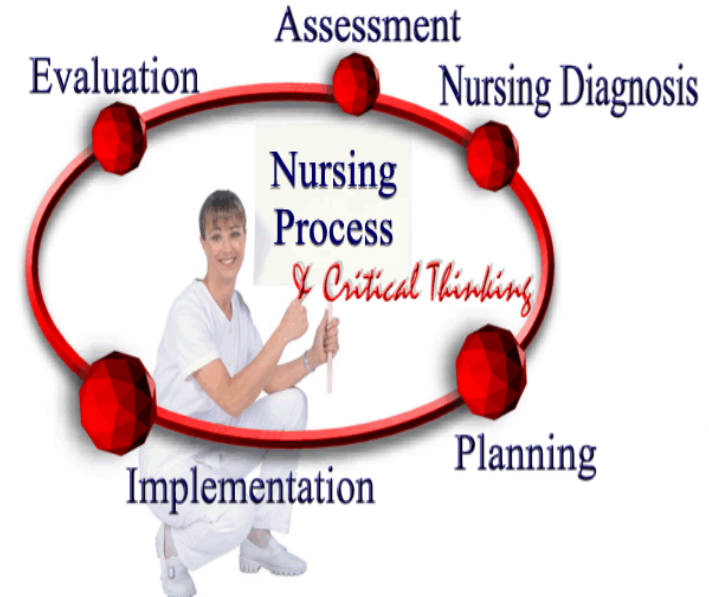 Assessment
Evaluation
Nursing Diagnosis
Nursing
Process
& Critical Thinking
Planning
Implementation